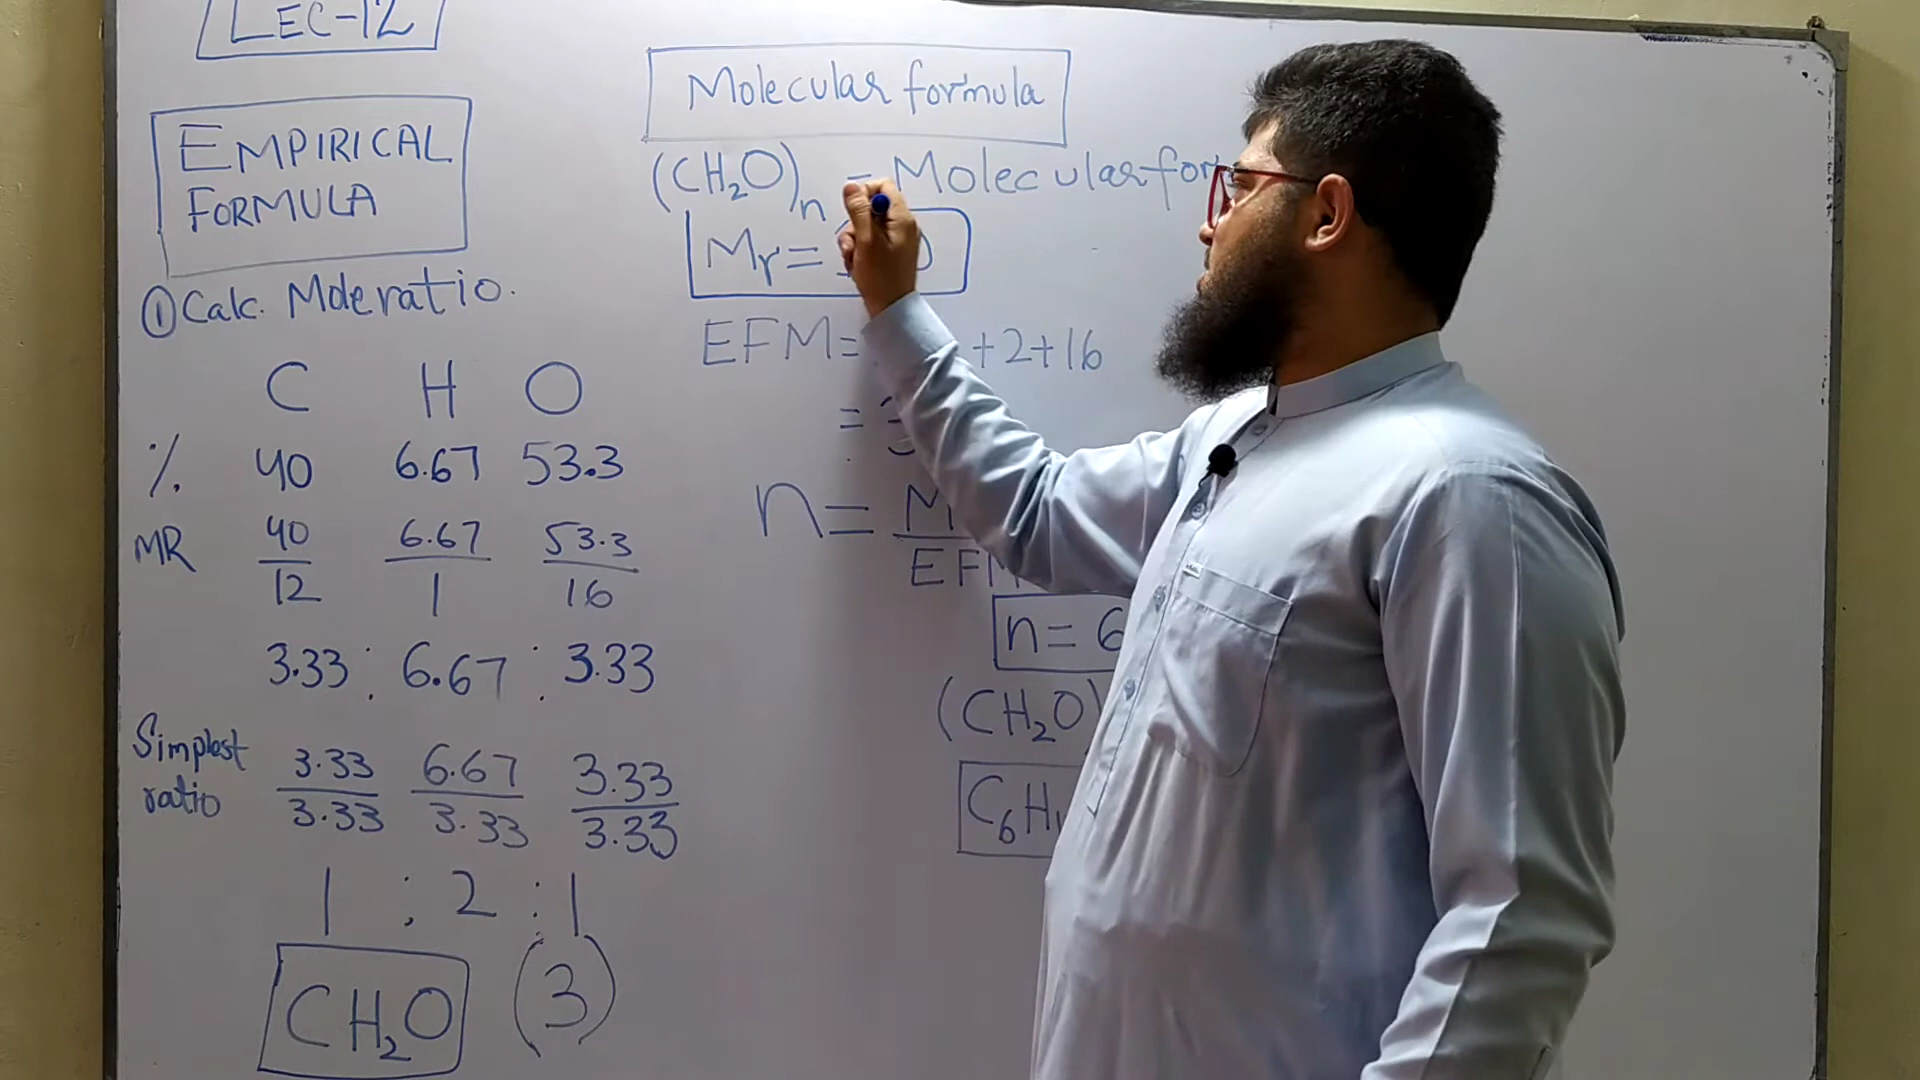 LEC-12
EMPIRICAL
FORMULA
① Calc. Mole ratio.
C H O
% 40 6.67 53.3
MR 40/12 6.67/1 53.3/16
3.33 : 6.67 : 3.33
Simplest
ratio 3.33/3.33 6.67/3.33 3.33/3.33
1 : 2 : 1
CH₂O (3)
Molecular formula
(CH₂O)n = Molecular for
Mr =
EFM = +2+16
=
n = M/EFM
n = 6
(CH₂O)
C₆H